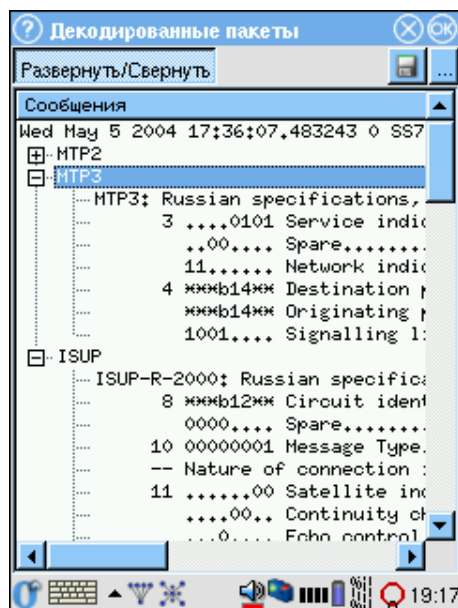 Декодированные пакеты
OK
Развернуть/Свернуть
...
Сообщения
Wed May 5 2004 17:36:07.483243 0 SS7
MTP2
MTP3
MTP3: Russian specifications,
3 ....0101 Service indic
..00.... Spare........
11...... Network indic
4 ***b14** Destination p
***b14** Originating p
1001.... Signalling l
ISUP
ISUP-R-2000: Russian specifica
8 ***b12** Circuit ident
0000.... Spare........
10 00000001 Message Type.
-- Nature of connection
11 ......00 Satellite ind
....00.. Continuity ch
...0.... Echo control
19:17